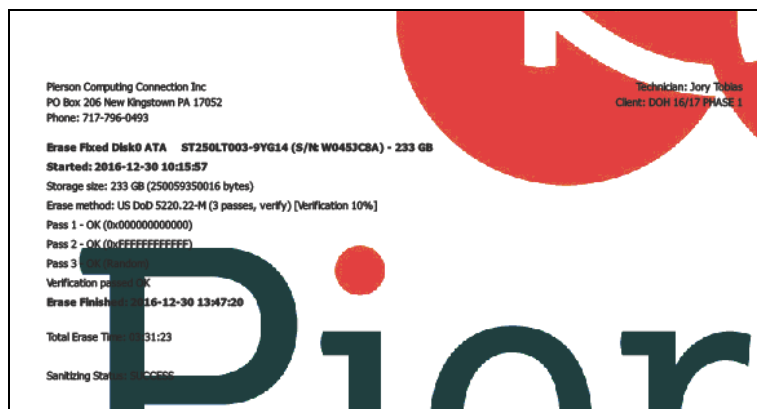 Pierson Computing Connection Inc
PO Box 206 New Kingstown PA 17052
Phone: 717-796-0493
Technician: Jory Tobias
Client: DOH 16/17 PHASE 1
Erase Fixed Disk0 ATA ST250LT003-9YG14 (S/N: W045JC8A) - 233 GB
Started: 2016-12-30 10:15:57
Storage size: 233 GB (250059350016 bytes)
Erase method: US DoD 5220.22-M (3 passes, verify) [Verification 10%]
Pass 1 - OK (0x000000000000)
Pass 2 - OK (0xFFFFFFFFFFFF)
Pass 3 - OK (Random)
Verification passed OK
Erase Finished: 2016-12-30 13:47:20
Total Erase Time: 03:31:23
Sanitizing Status: SUCCESS
Pier